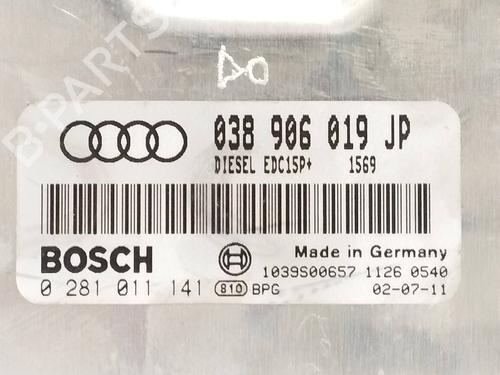 B-PARTS
038 906 019 JP
DIESEL EDC15P+ 1569
BOSCH
Made in Germany
1039S00657 1126 0540
0 281 011 141 810 BPG 02-07-11